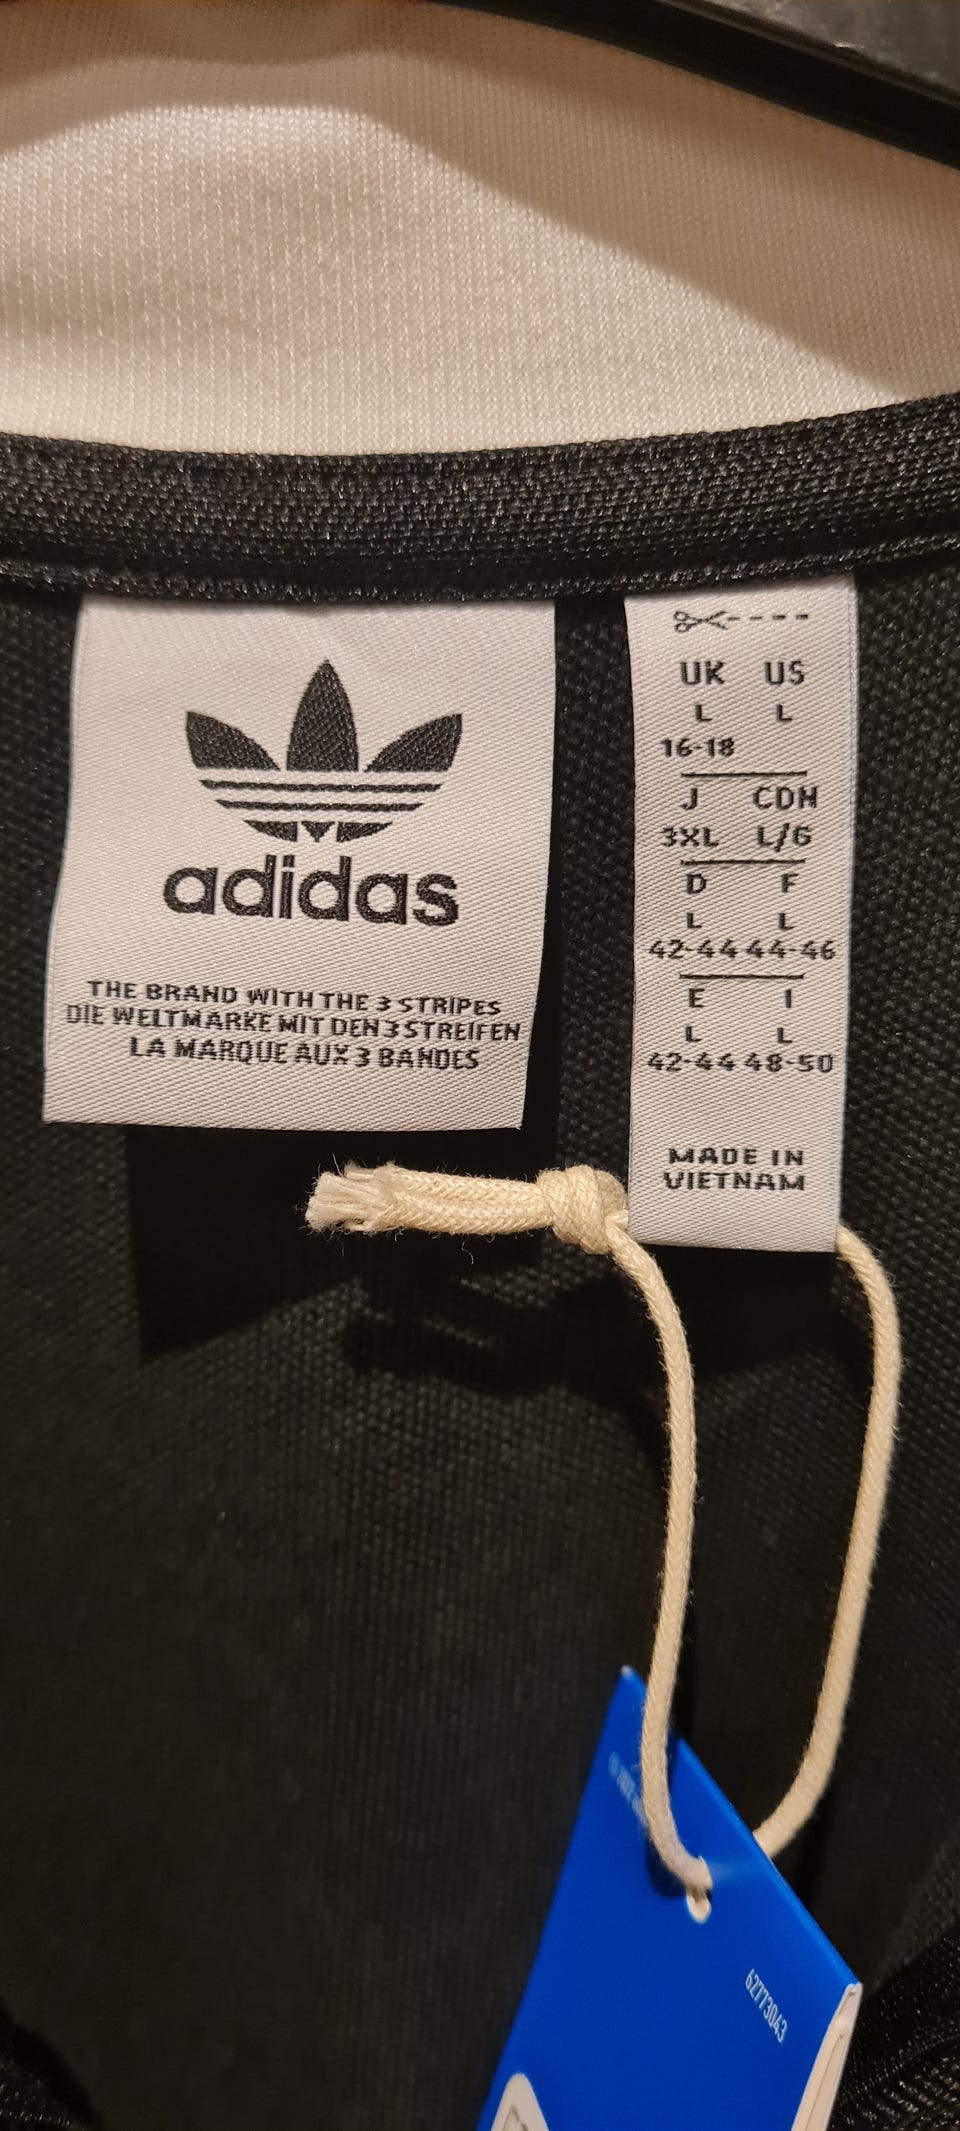 adidas
THE BRAND WITH THE 3 STRIPES
DIE WELTMARKE MIT DEN 3 STREIFEN
LA MARQUE AUX 3 BANDES
UK US
L L
16-18
J CDN
3XL L/G
D F
L L
42-44 44-46
E I
L L
42-44 48-50
MADE IN
VIETNAM
62773043